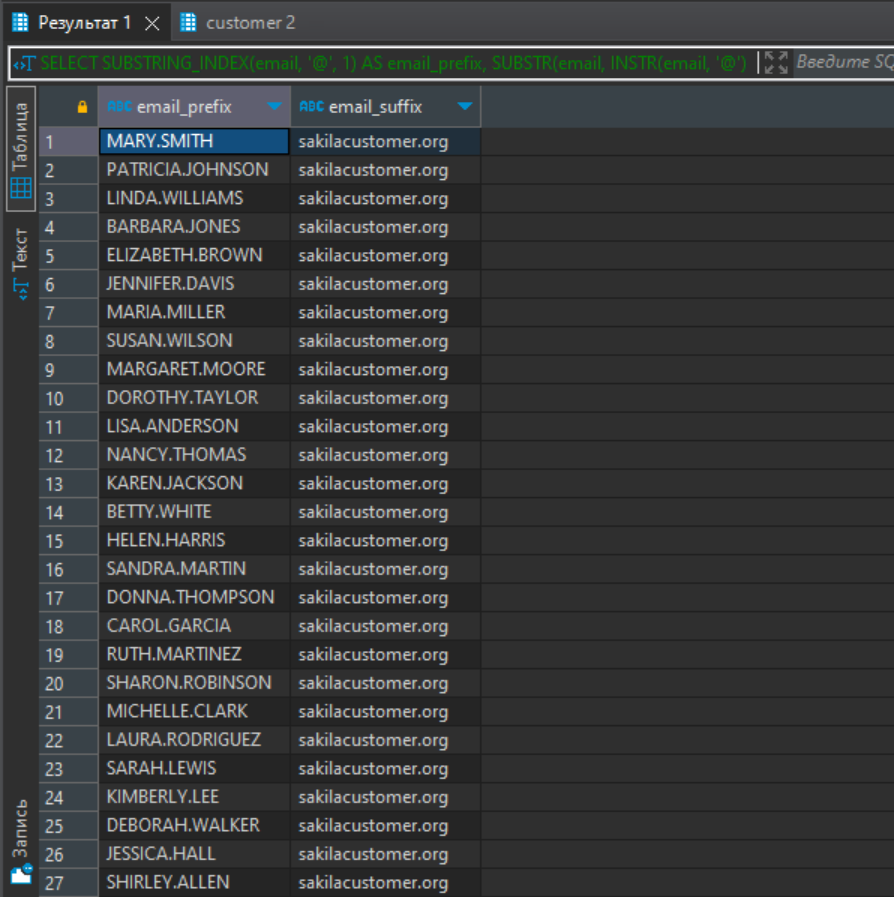 Результат 1 customer 2
SELECT SUBSTRING_INDEX(email, '@', 1) AS email_prefix, SUBSTR(email, INSTR(email, '@') Введите SQ
ABC email_prefix ABC email_suffix
Таблица
Текст
Запись
1 MARY.SMITH sakilacustomer.org
2 PATRICIA.JOHNSON sakilacustomer.org
3 LINDA.WILLIAMS sakilacustomer.org
4 BARBARA.JONES sakilacustomer.org
5 ELIZABETH.BROWN sakilacustomer.org
6 JENNIFER.DAVIS sakilacustomer.org
7 MARIA.MILLER sakilacustomer.org
8 SUSAN.WILSON sakilacustomer.org
9 MARGARET.MOORE sakilacustomer.org
10 DOROTHY.TAYLOR sakilacustomer.org
11 LISA.ANDERSON sakilacustomer.org
12 NANCY.THOMAS sakilacustomer.org
13 KAREN.JACKSON sakilacustomer.org
14 BETTY.WHITE sakilacustomer.org
15 HELEN.HARRIS sakilacustomer.org
16 SANDRA.MARTIN sakilacustomer.org
17 DONNA.THOMPSON sakilacustomer.org
18 CAROL.GARCIA sakilacustomer.org
19 RUTH.MARTINEZ sakilacustomer.org
20 SHARON.ROBINSON sakilacustomer.org
21 MICHELLE.CLARK sakilacustomer.org
22 LAURA.RODRIGUEZ sakilacustomer.org
23 SARAH.LEWIS sakilacustomer.org
24 KIMBERLY.LEE sakilacustomer.org
25 DEBORAH.WALKER sakilacustomer.org
26 JESSICA.HALL sakilacustomer.org
27 SHIRLEY.ALLEN sakilacustomer.org